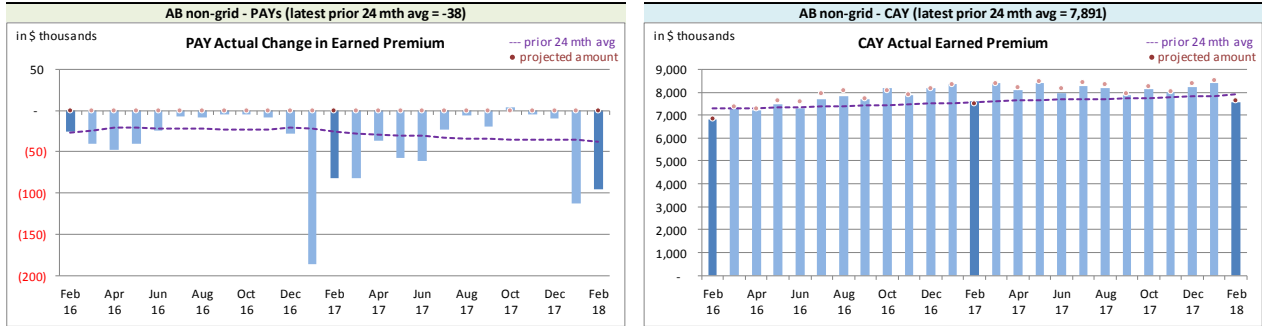 AB non-grid - PAYs (latest prior 24 mth avg = -38)
in $ thousands
PAY Actual Change in Earned Premium
--- prior 24 mth avg
• projected amount
50
-
(50)
(100)
(150)
(200)
Feb Apr Jun Aug Oct Dec Feb Apr Jun Aug Oct Dec Feb
16 16 16 16 16 16 17 17 17 17 17 17 18
AB non-grid - CAY (latest prior 24 mth avg = 7,891)
in $ thousands
CAY Actual Earned Premium
--- prior 24 mth avg
• projected amount
9,000
8,000
7,000
6,000
5,000
4,000
3,000
2,000
1,000
-
Feb Apr Jun Aug Oct Dec Feb Apr Jun Aug Oct Dec Feb
16 16 16 16 16 16 17 17 17 17 17 17 18